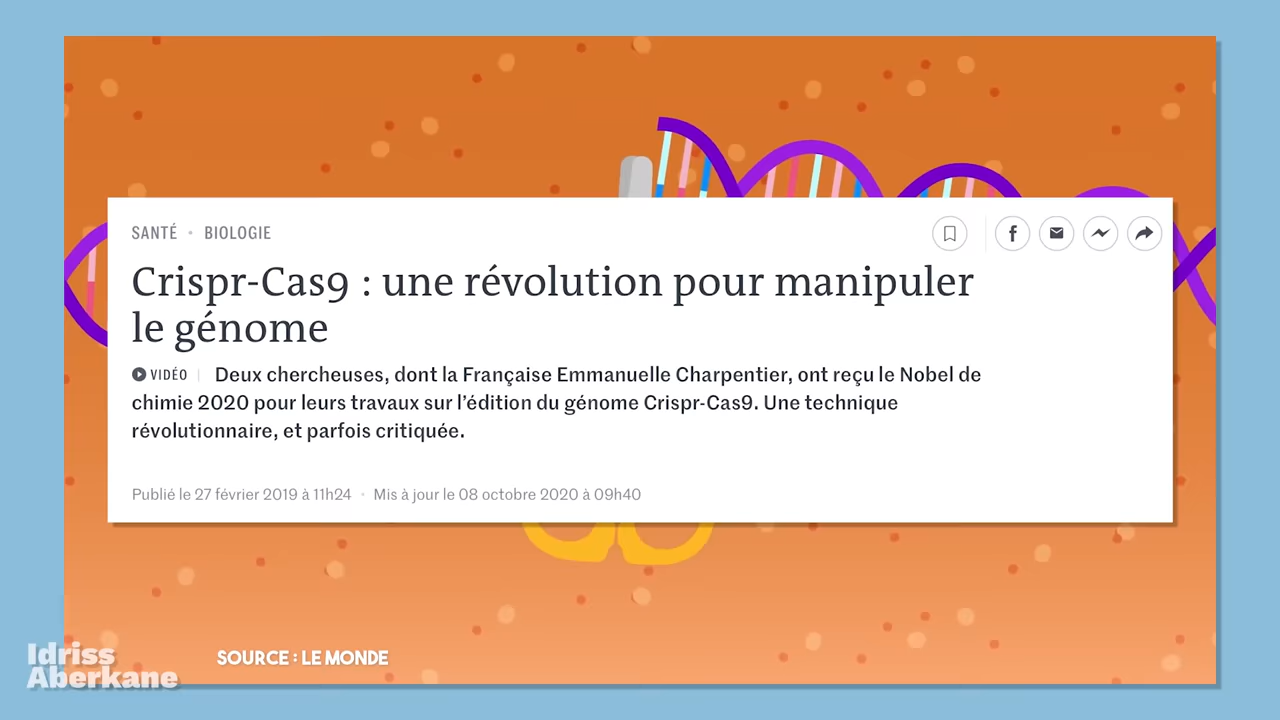 SANTÉ • BIOLOGIE
Crispr-Cas9 : une révolution pour manipuler
le génome
VIDÉO Deux chercheuses, dont la Française Emmanuelle Charpentier, ont reçu le Nobel de
chimie 2020 pour leurs travaux sur l’édition du génome Crispr-Cas9. Une technique
révolutionnaire, et parfois critiquée.
Publié le 27 février 2019 à 11h24 • Mis à jour le 08 octobre 2020 à 09h40
SOURCE : LE MONDE
Idriss
Aberkane